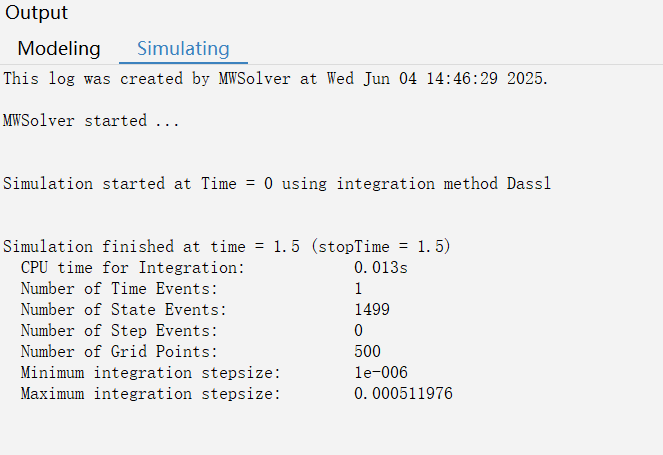 Output
Modeling Simulating
This log was created by MWSolver at Wed Jun 04 14:46:29 2025.
MWSolver started ...
Simulation started at Time = 0 using integration method Dassl
Simulation finished at time = 1.5 (stopTime = 1.5)
CPU time for Integration: 0.013s
Number of Time Events: 1
Number of State Events: 1499
Number of Step Events: 0
Number of Grid Points: 500
Minimum integration stepsize: 1e-006
Maximum integration stepsize: 0.000511976